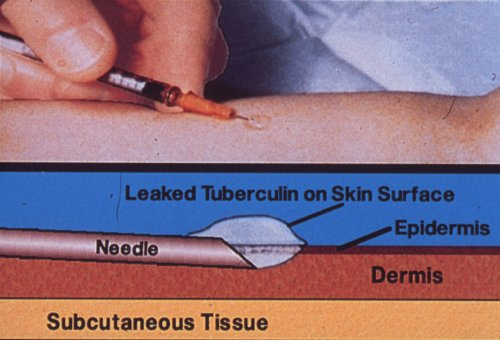 Leaked Tuberculin on Skin Surface
Epidermis
Needle
Dermis
Subcutaneous Tissue